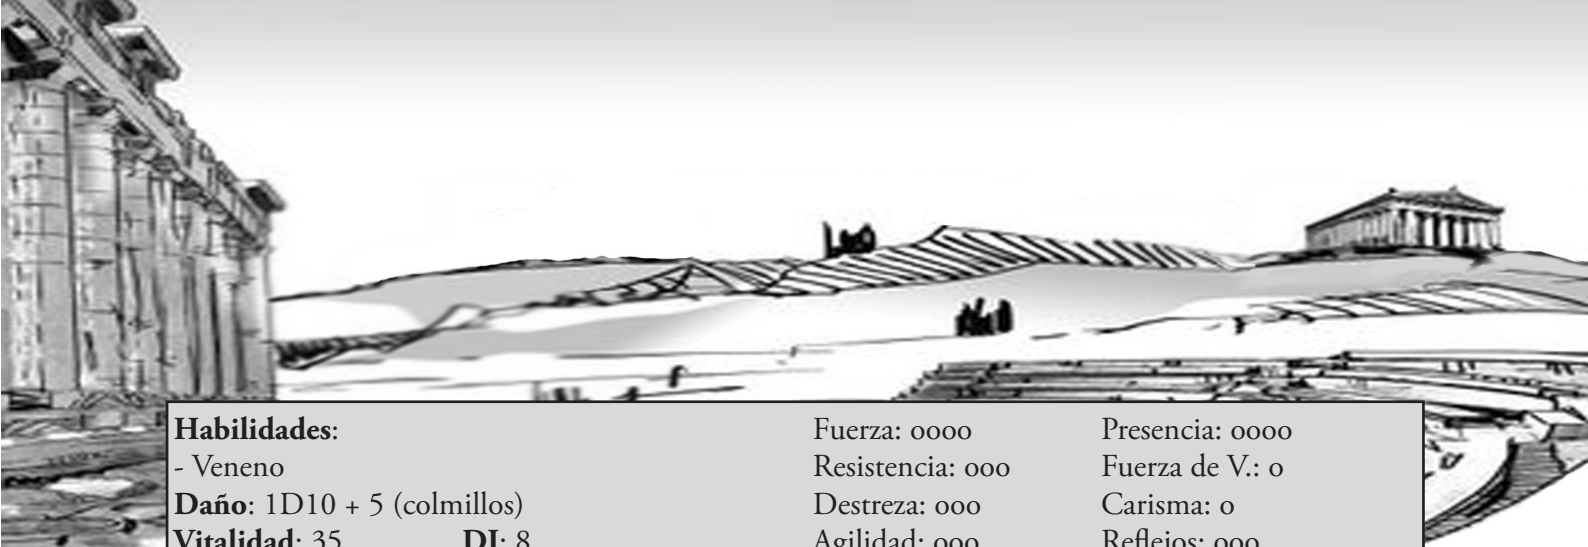 Habilidades: Fuerza: oooo Presencia: oooo
- Veneno Resistencia: ooo Fuerza de V.: o
Daño: 1D10 + 5 (colmillos) Destreza: ooo Carisma: o
Vitalidad: 35 DI: 8 Agilidad: ooo Reflejos: ooo